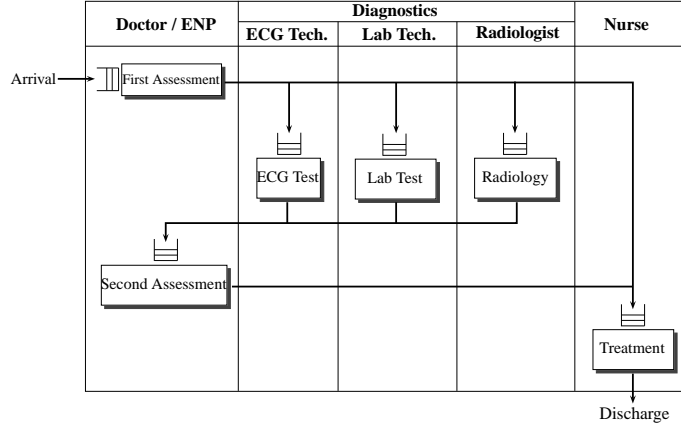 Diagnostics
Doctor / ENP
Nurse
ECG Tech.
Lab Tech.
Radiologist
Arrival
First Assessment
ECG Test
Lab Test
Radiology
Second Assessment
Treatment
Discharge